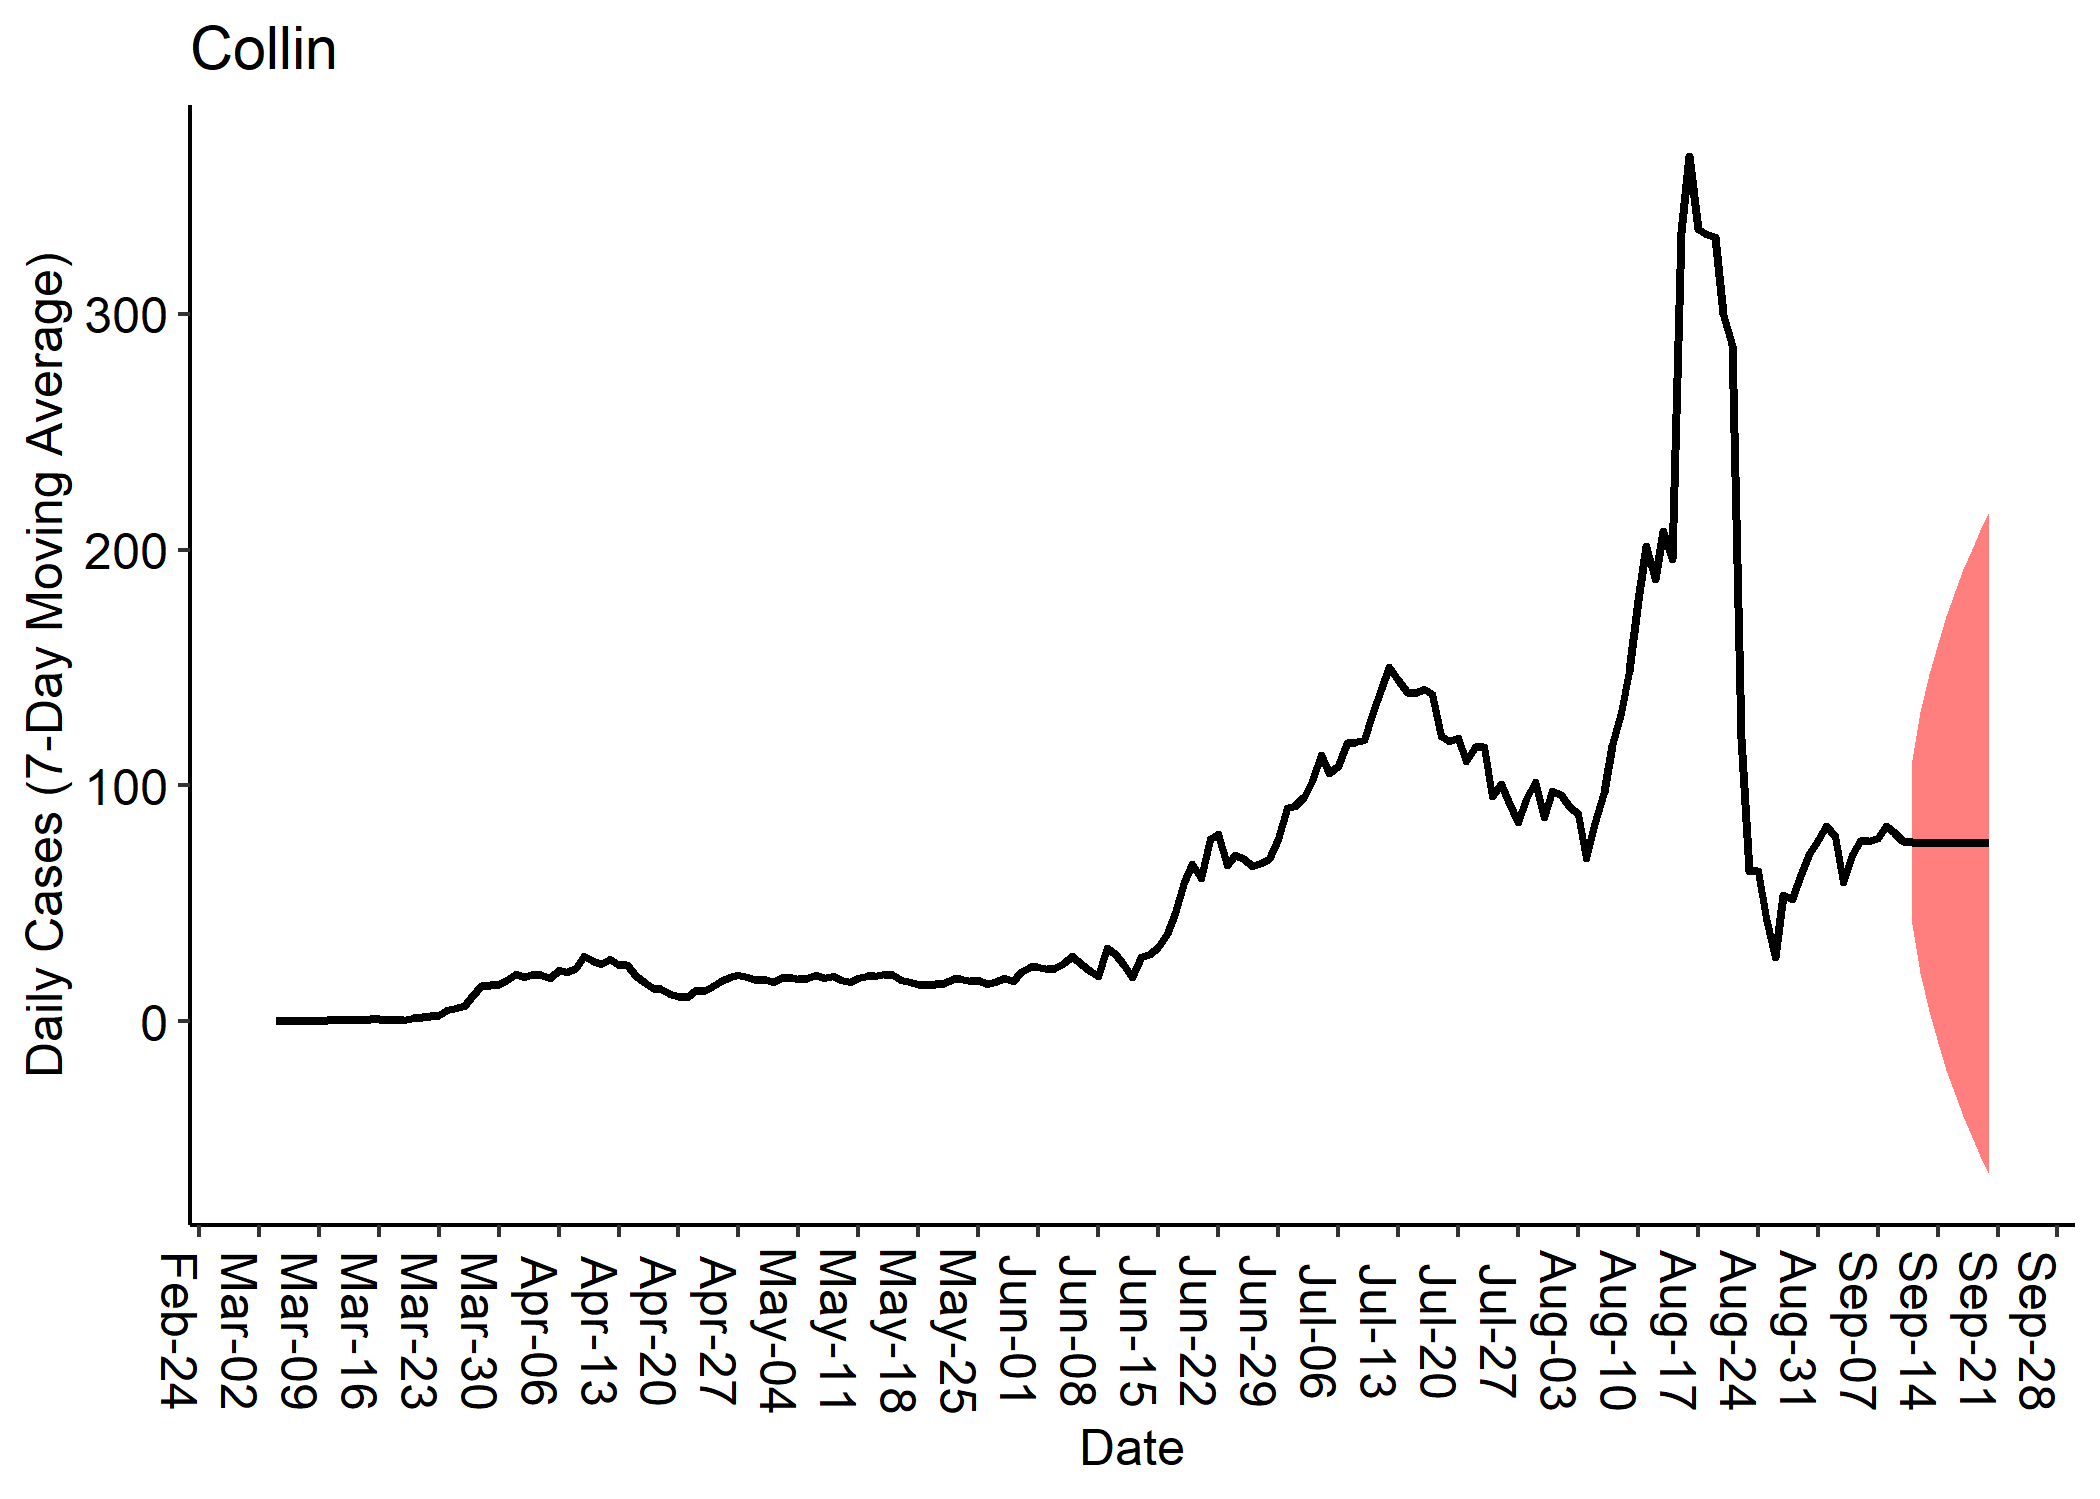 Collin
Daily Cases (7-Day Moving Average)
300
200
100
0
Feb-24
Mar-02
Mar-09
Mar-16
Mar-23
Mar-30
Apr-06
Apr-13
Apr-20
Apr-27
May-04
May-11
May-18
May-25
Jun-01
Jun-08
Jun-15
Jun-22
Jun-29
Jul-06
Jul-13
Jul-20
Jul-27
Aug-03
Aug-10
Aug-17
Aug-24
Aug-31
Sep-07
Sep-14
Sep-21
Sep-28
Date